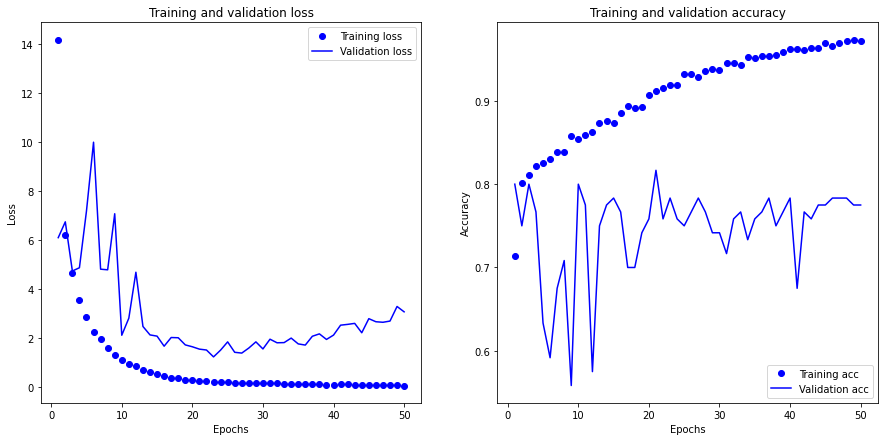 Training and validation loss
Training loss
Validation loss
14
12
10
8
6
4
2
0
Loss
0
10
20
30
40
50
Epochs
Training and validation accuracy
0.9
0.8
0.7
0.6
Accuracy
Training acc
Validation acc
0
10
20
30
40
50
Epochs